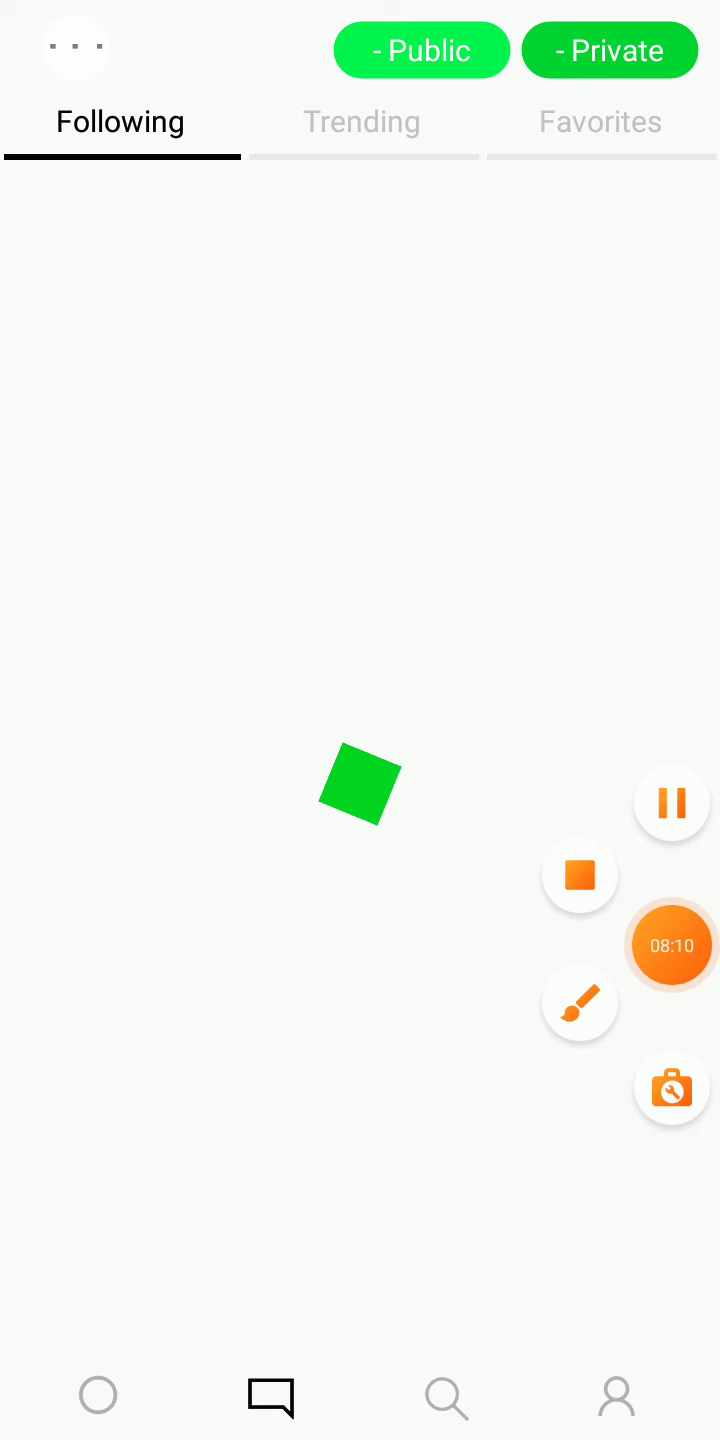 - Public
- Private
Following
Trending
Favorites
08:10